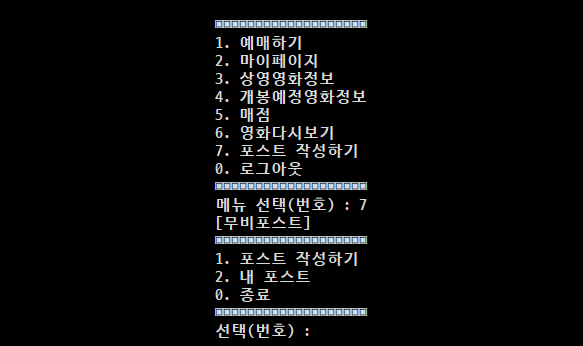 ▣▣▣▣▣▣▣▣▣▣▣▣▣▣▣▣▣▣▣
1. 예매하기
2. 마이페이지
3. 상영영화정보
4. 개봉예정영화정보
5. 매점
6. 영화다시보기
7. 포스트 작성하기
0. 로그아웃
▣▣▣▣▣▣▣▣▣▣▣▣▣▣▣▣▣▣▣
메뉴 선택(번호) : 7
[무비포스트]
▣▣▣▣▣▣▣▣▣▣▣▣▣▣▣▣▣▣▣
1. 포스트 작성하기
2. 내 포스트
0. 종료
▣▣▣▣▣▣▣▣▣▣▣▣▣▣▣▣▣▣▣
선택(번호) :